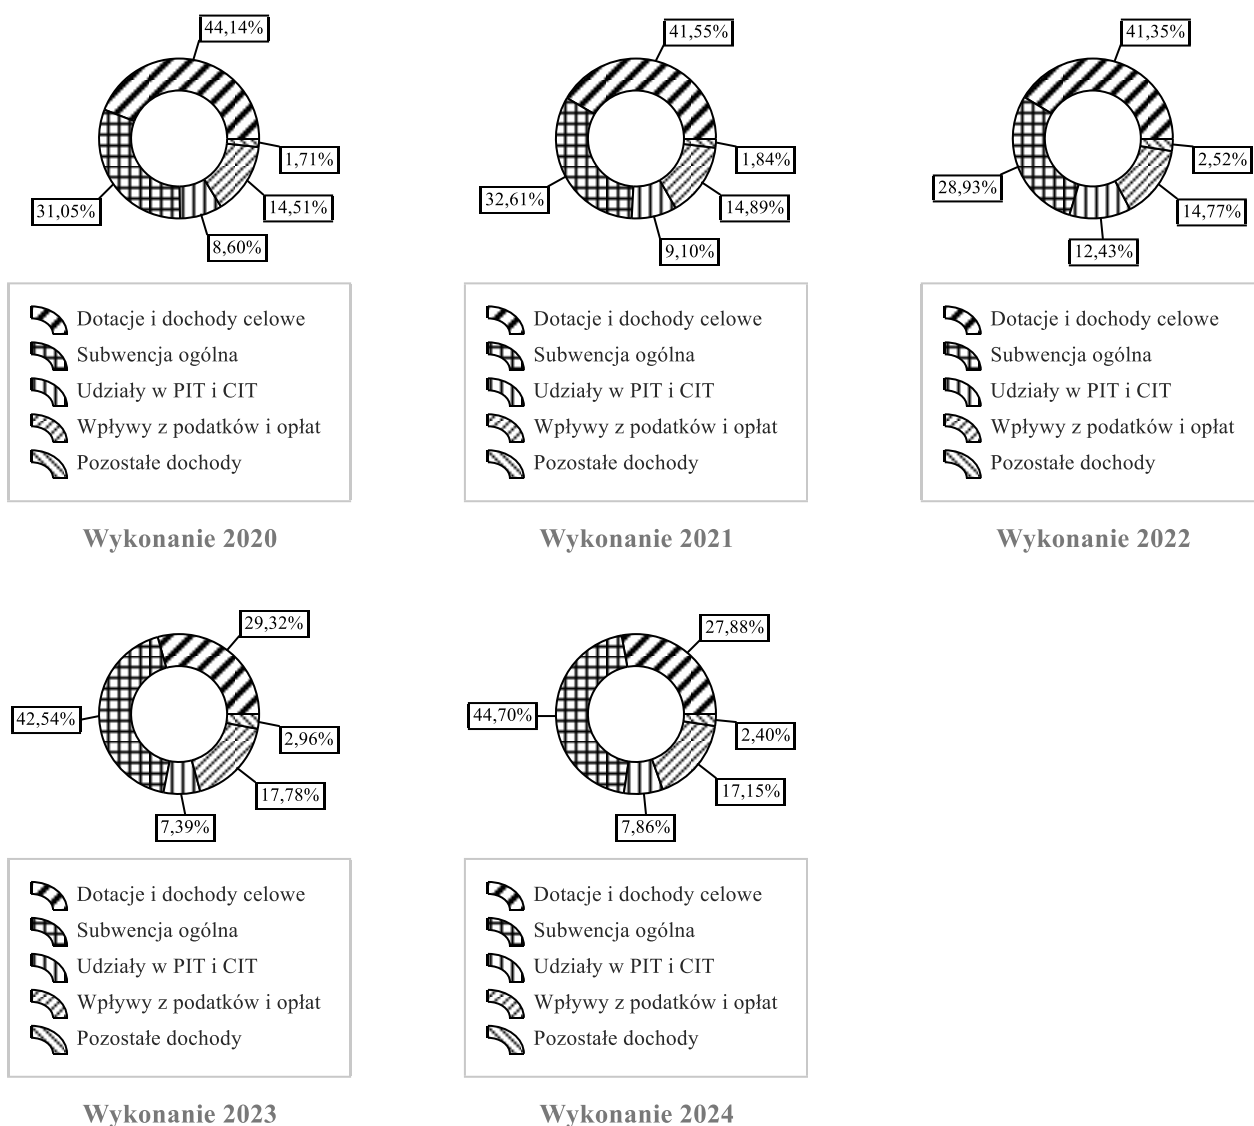 44,14%
1,71%
14,51%
31,05%
8,60%
Dotacje i dochody celowe
Subwencja ogólna
Udziały w PIT i CIT
Wpływy z podatków i opłat
Pozostałe dochody
Wykonanie 2020
41,55%
1,84%
32,61%
14,89%
9,10%
Dotacje i dochody celowe
Subwencja ogólna
Udziały w PIT i CIT
Wpływy z podatków i opłat
Pozostałe dochody
Wykonanie 2021
41,35%
2,52%
28,93%
14,77%
12,43%
Dotacje i dochody celowe
Subwencja ogólna
Udziały w PIT i CIT
Wpływy z podatków i opłat
Pozostałe dochody
Wykonanie 2022
29,32%
42,54%
2,96%
17,78%
7,39%
Dotacje i dochody celowe
Subwencja ogólna
Udziały w PIT i CIT
Wpływy z podatków i opłat
Pozostałe dochody
Wykonanie 2023
27,88%
44,70%
2,40%
17,15%
7,86%
Dotacje i dochody celowe
Subwencja ogólna
Udziały w PIT i CIT
Wpływy z podatków i opłat
Pozostałe dochody
Wykonanie 2024